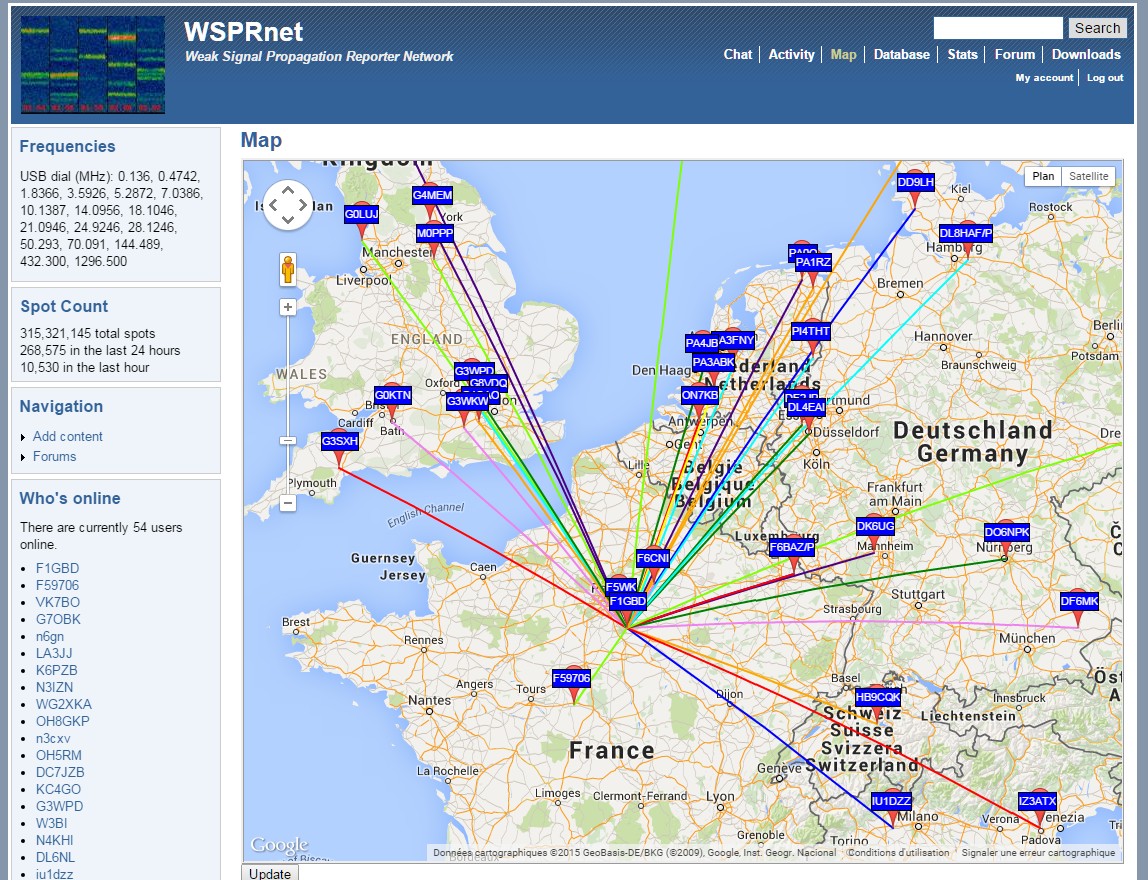 WSPRnet
Weak Signal Propagation Reporter Network
Search
Chat Activity Map Database Stats Forum Downloads
My account Log out
Frequencies
USB dial (MHz): 0.136, 0.4742,
1.8366, 3.5926, 5.2872, 7.0386,
10.1387, 14.0956, 18.1046,
21.0946, 24.9246, 28.1246,
50.293, 70.091, 144.489,
432.300, 1296.500
Spot Count
315,321,145 total spots
268,575 in the last 24 hours
10,530 in the last hour
Navigation
Add content
Forums
Who's online
There are currently 54 users
online.
F1GBD
F59706
VK7BO
G7OBK
n6gn
LA3JJ
K6PZB
N3IZN
WG2XKA
OH8GKP
n3cxv
OH5RM
DC7JZB
KC4GO
G3WPD
W3BI
N4KHI
DL6NL
iu1dzz
Map
Plan Satellite
Kingdom
DD9LH
Kiel
G4MEM
Rostock
G0LUJ
York
M0PPP
DL8HAF/P
Hamburg
Manchester
PA1RZ
Liverpool
Bremen
ENGLAND
PI4THT
Hannover
PA4JB
A3FNY
Potsdam
Braunschweig
PA3ABK
Den Haag
Nederland
Netherlands
WALES
G3WPD
Oxford
G8VDQ
G0KTN
G3WKW
ON7KB
DL4EAI
Cardiff
Bath
Antwerpen
Düsseldorf
Deutschland
Germany
G3SXH
Gent
Köln
Lille
België
Belgique
Belgium
Plymouth
Frankfurt
am Main
English Channel
DK6UG
DO6NPK
Luxembourg
F6BAZ/P
Mannheim
Nürnberg
F6CNI
Guernsey
Jersey
Caen
F5WK
F1GBD
Stuttgart
DF6MK
Strasbourg
Brest
Rennes
München
F59706
Basel
Angers
Tours
Dijon
HB9CQK
Innsbruck
Nantes
Schweiz
Suisse
Svizzera
Switzerland
Liechtenstein
France
Genève
La Rochelle
IU1DZZ
IZ3ATX
Limoges
Clermont-Ferrand
Lyon
Milano
Verona
Venezia
Grenoble
Torino
Padova
Google
Données cartographiques ©2015 GeoBasis-DE/BKG (©2009), Google, Inst. Geogr. Nacional Conditions d'utilisation Signaler une erreur cartographique
Bordeaux
Update